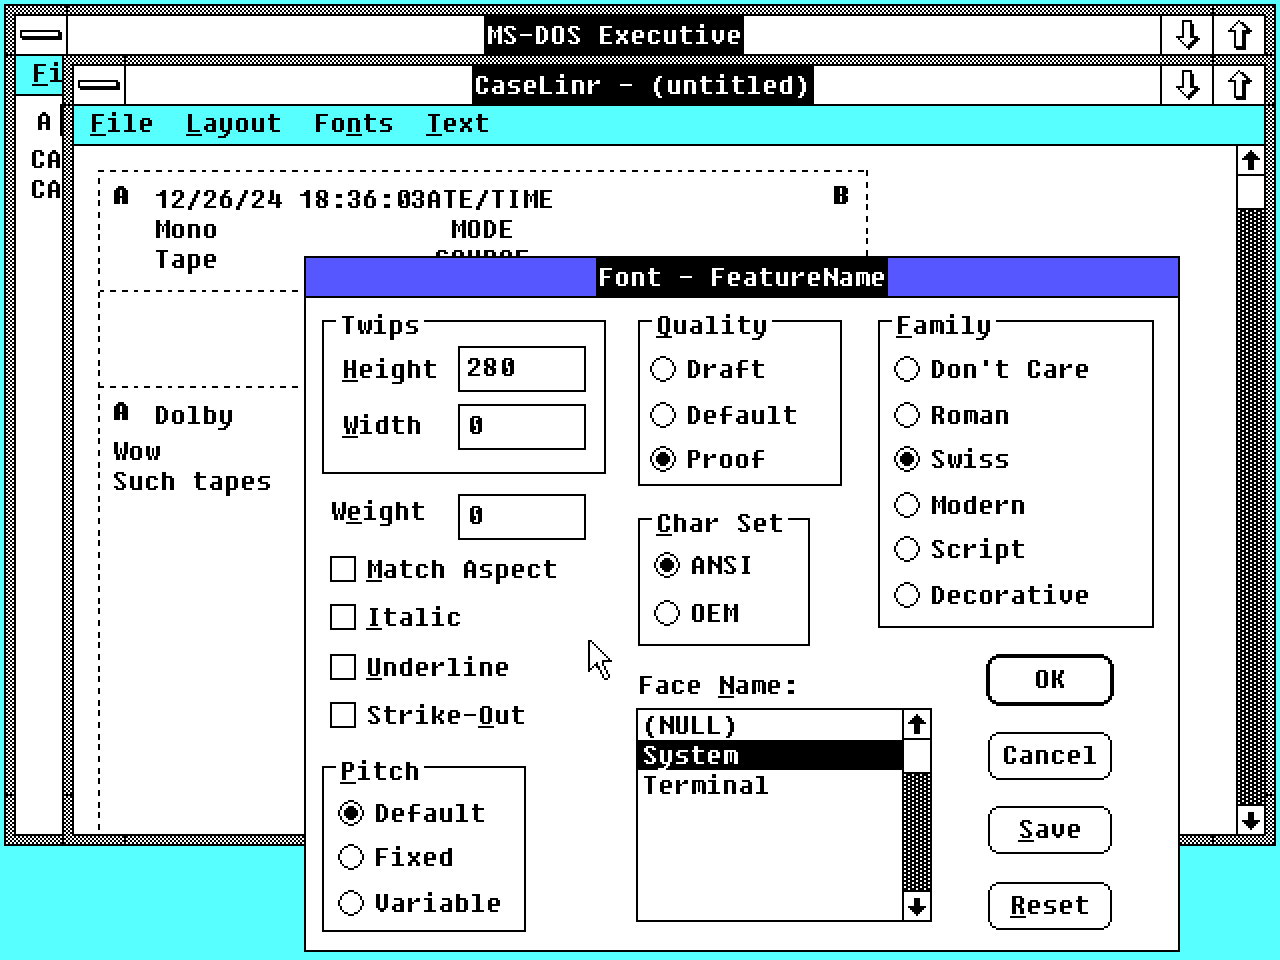 MS-DOS Executive
CaseLinr - (untitled)
File Layout Fonts Text
Fi
A
CA
CA
A 12/26/24 18:36:03ATE/TIME B
Mono MODE
Tape SOURCE
A Dolby
Wow
Such tapes
Font - FeatureName
Twips
Height 280
Width 0
Weight 0
Match Aspect
Italic
Underline
Strike-Out
Pitch
Default
Fixed
Variable
Quality
Draft
Default
Proof
Char Set
ANSI
OEM
Face Name:
(NULL)
System
Terminal
Family
Don't Care
Roman
Swiss
Modern
Script
Decorative
OK
Cancel
Save
Reset